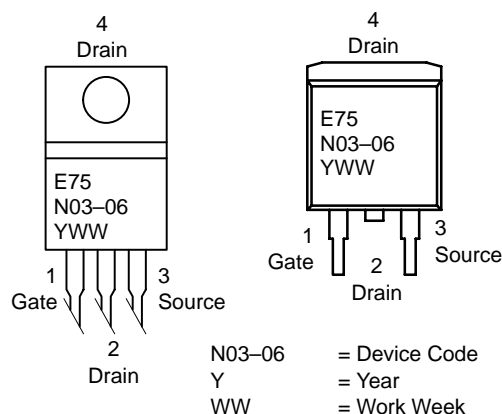 4
Drain
E75
N03–06
YWW
1
Gate
3
Source
2
Drain
4
Drain
E75
N03–06
YWW
1
Gate
3
Source
2
Drain
N03–06 = Device Code
Y = Year
WW = Work Week